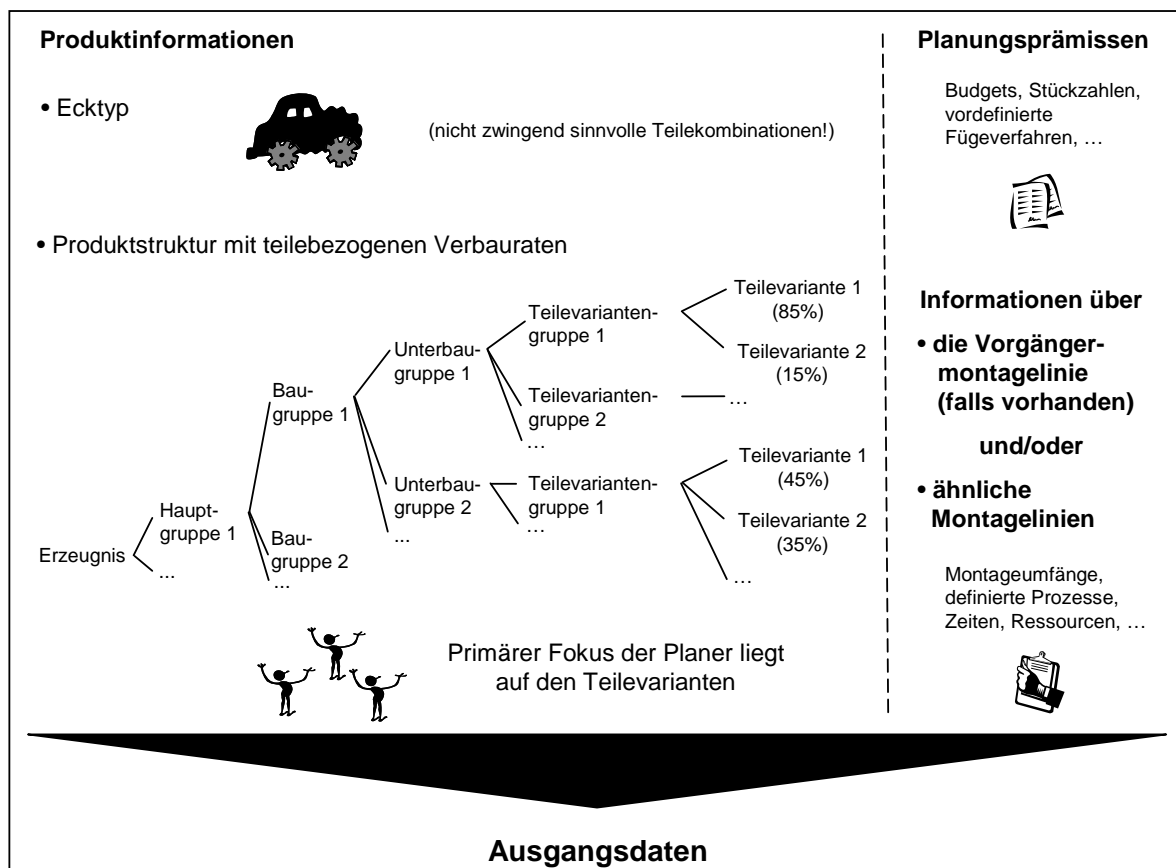 Produktinformationen
• Ecktyp
(nicht zwingend sinnvolle Teilekombinationen!)
• Produktstruktur mit teilebezogenen Verbauraten
Erzeugnis
Haupt-
gruppe 1
...
Bau-
gruppe 1
Bau-
gruppe 2
...
Unterbau-
gruppe 1
Unterbau-
gruppe 2
...
Teilevarianten-
gruppe 1
Teilevarianten-
gruppe 2
...
Teilevarianten-
gruppe 1
...
Teilevariante 1
(85%)
Teilevariante 2
(15%)
...
Teilevariante 1
(45%)
Teilevariante 2
(35%)
...
Primärer Fokus der Planer liegt
auf den Teilevarianten
Planungsprämissen
Budgets, Stückzahlen,
vordefinierte
Fügeverfahren, …
Informationen über
• die Vorgänger-
montagelinie
(falls vorhanden)
und/oder
• ähnliche
Montagelinien
Montageumfänge,
definierte Prozesse,
Zeiten, Ressourcen, …
Ausgangsdaten